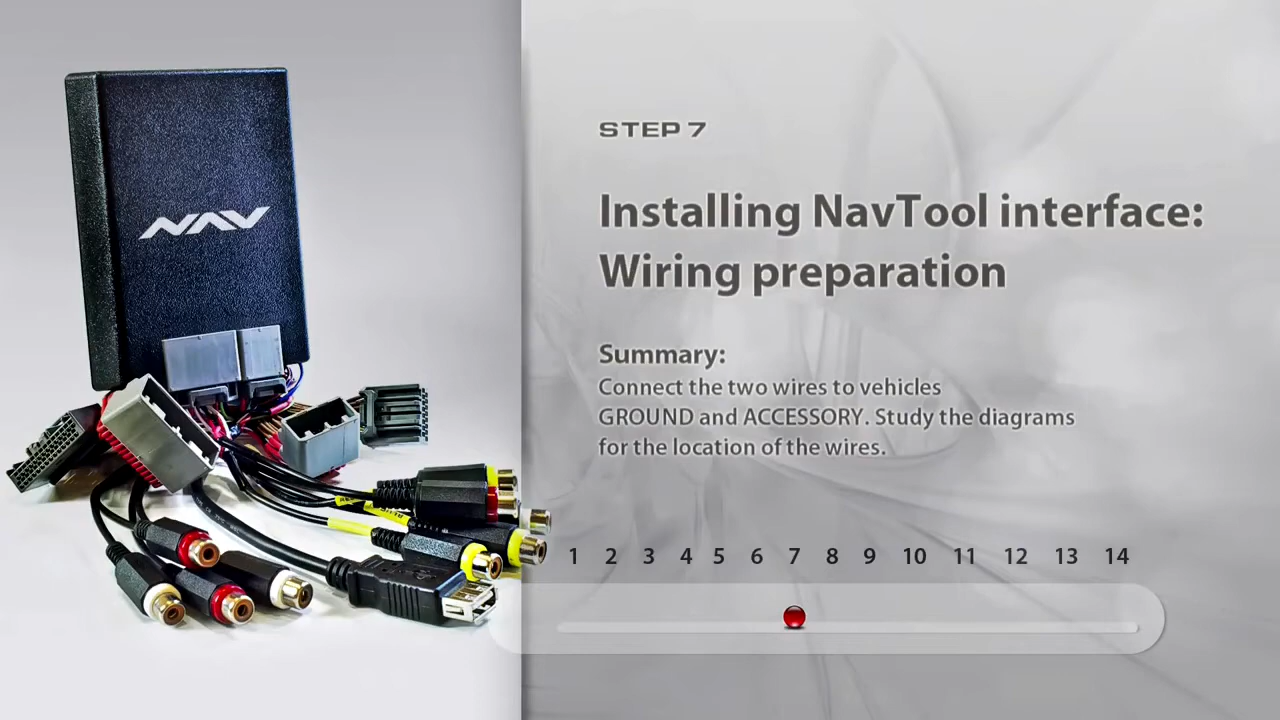 NAV
STEP 7
Installing NavTool interface:
Wiring preparation
Summary:
Connect the two wires to vehicles
GROUND and ACCESSORY. Study the diagrams
for the location of the wires.
1 2 3 4 5 6 7 8 9 10 11 12 13 14